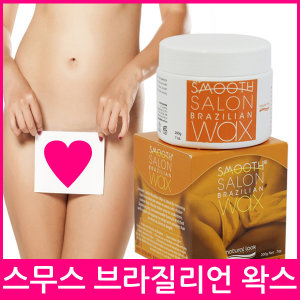 SMOOTH
SALON
BRAZILIAN
wax
200g
SMOOTH
SALON
BRAZILIAN
wax
natural look
스무스 브라질리언 왁스